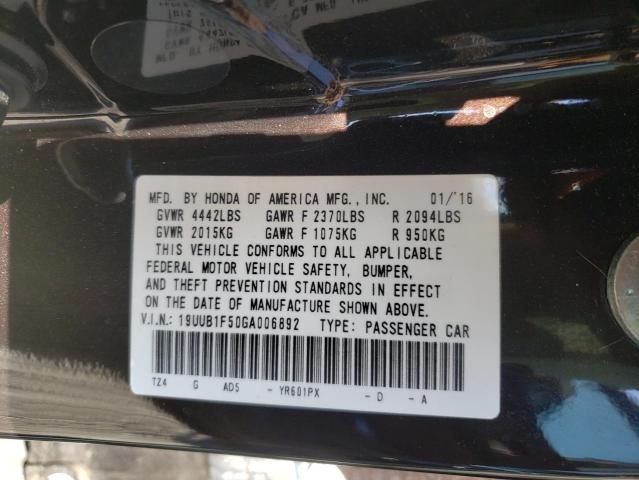 MFD. BY HONDA OF AMERICA MFG., INC. 01/'16
GVWR 4442LBS GAWR F 2370LBS R 2094LBS
GVWR 2015KG GAWR F 1075KG R 950KG
THIS VEHICLE CONFORMS TO ALL APPLICABLE
FEDERAL MOTOR VEHICLE SAFETY, BUMPER,
AND THEFT PREVENTION STANDARDS IN EFFECT
ON THE DATE OF MANUFACTURE SHOWN ABOVE.
V.I.N.: 19UUB1F50GA006892 TYPE: PASSENGER CAR
TZ4 G AD5 - YR601PX - D - A